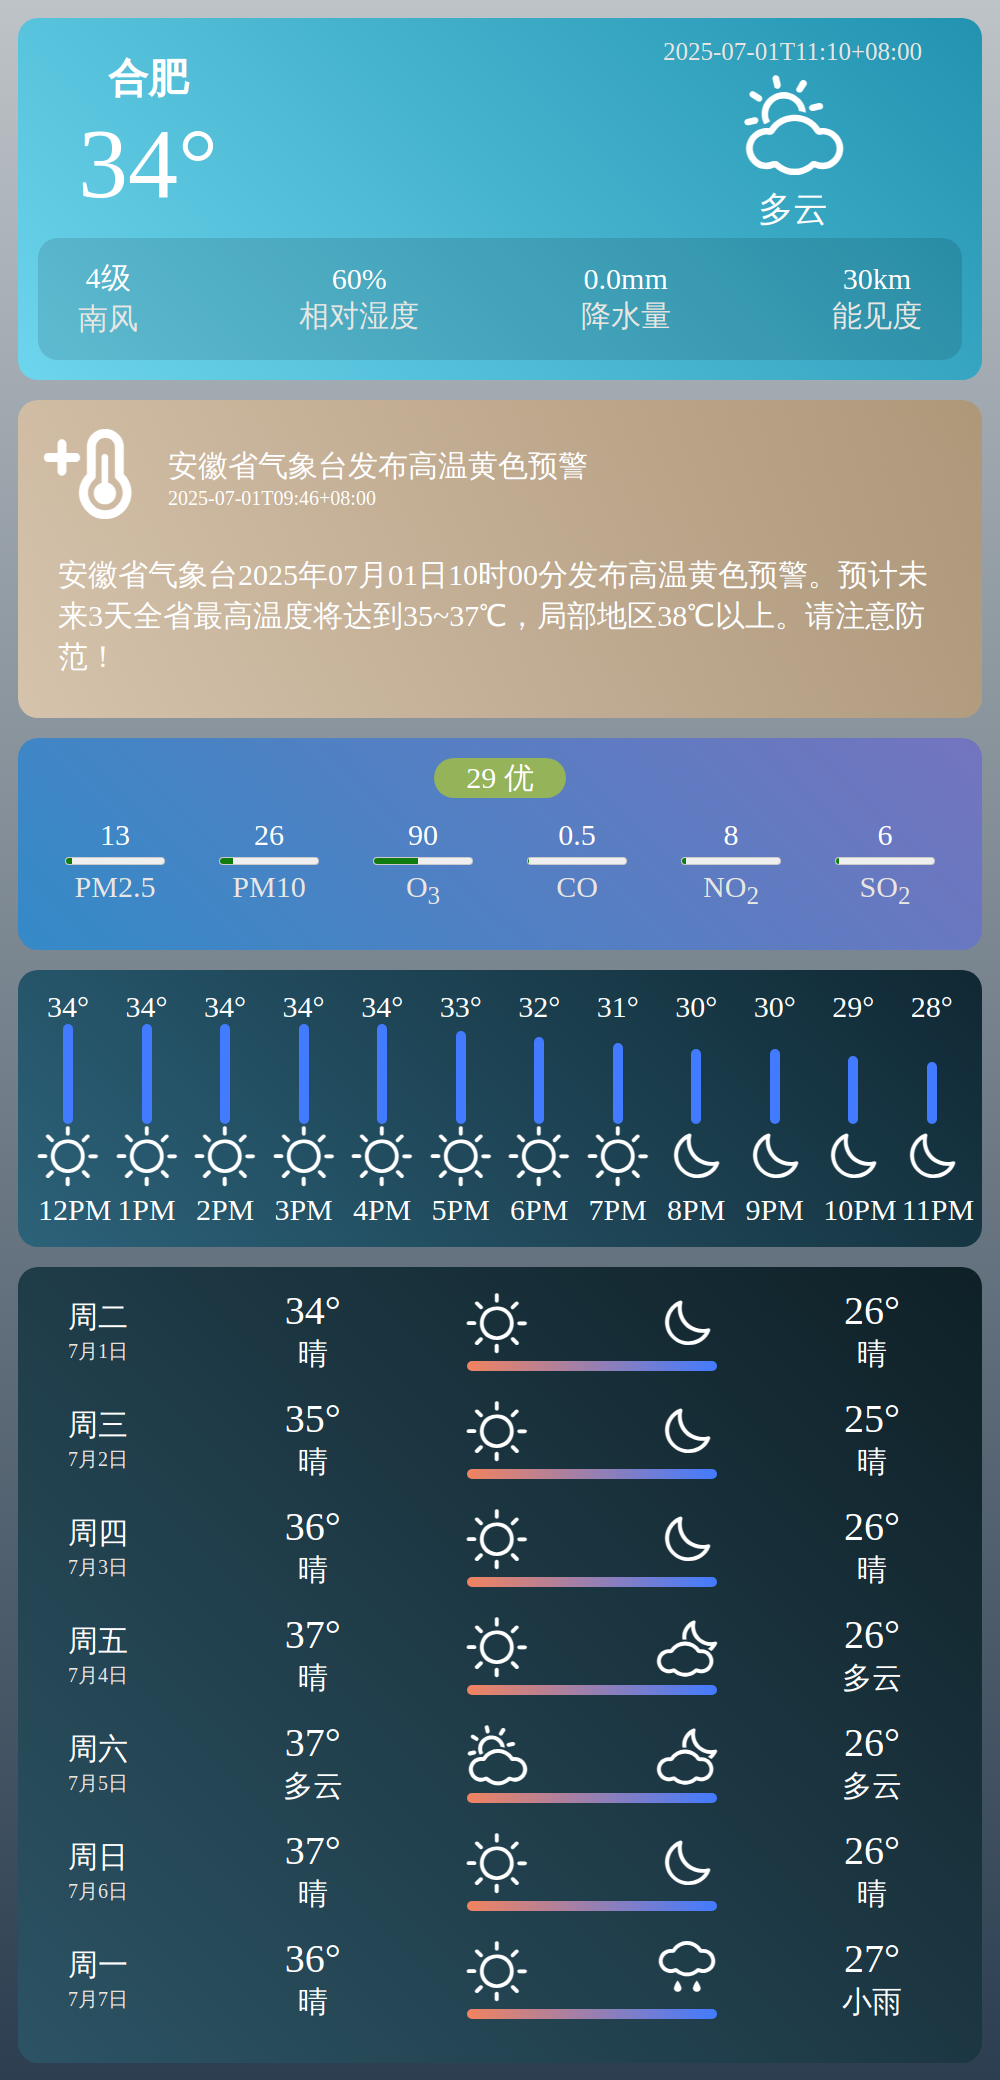 合肥
34°
2025-07-01T11:10+08:00
多云
4级 60% 0.0mm 30km
南风 相对湿度 降水量 能见度
安徽省气象台发布高温黄色预警
2025-07-01T09:46+08:00
安徽省气象台2025年07月01日10时00分发布高温黄色预警。预计未
来3天全省最高温度将达到35~37℃，局部地区38℃以上。请注意防
范！
29 优
13 26 90 0.5 8 6
PM2.5 PM10 O3 CO NO2 SO2
34° 34° 34° 34° 34° 33° 32° 31° 30° 30° 29° 28°
12PM 1PM 2PM 3PM 4PM 5PM 6PM 7PM 8PM 9PM 10PM 11PM
周二 34° 26°
7月1日 晴 晴
周三 35° 25°
7月2日 晴 晴
周四 36° 26°
7月3日 晴 晴
周五 37° 26°
7月4日 晴 多云
周六 37° 26°
7月5日 多云 多云
周日 37° 26°
7月6日 晴 晴
周一 36° 27°
7月7日 晴 小雨